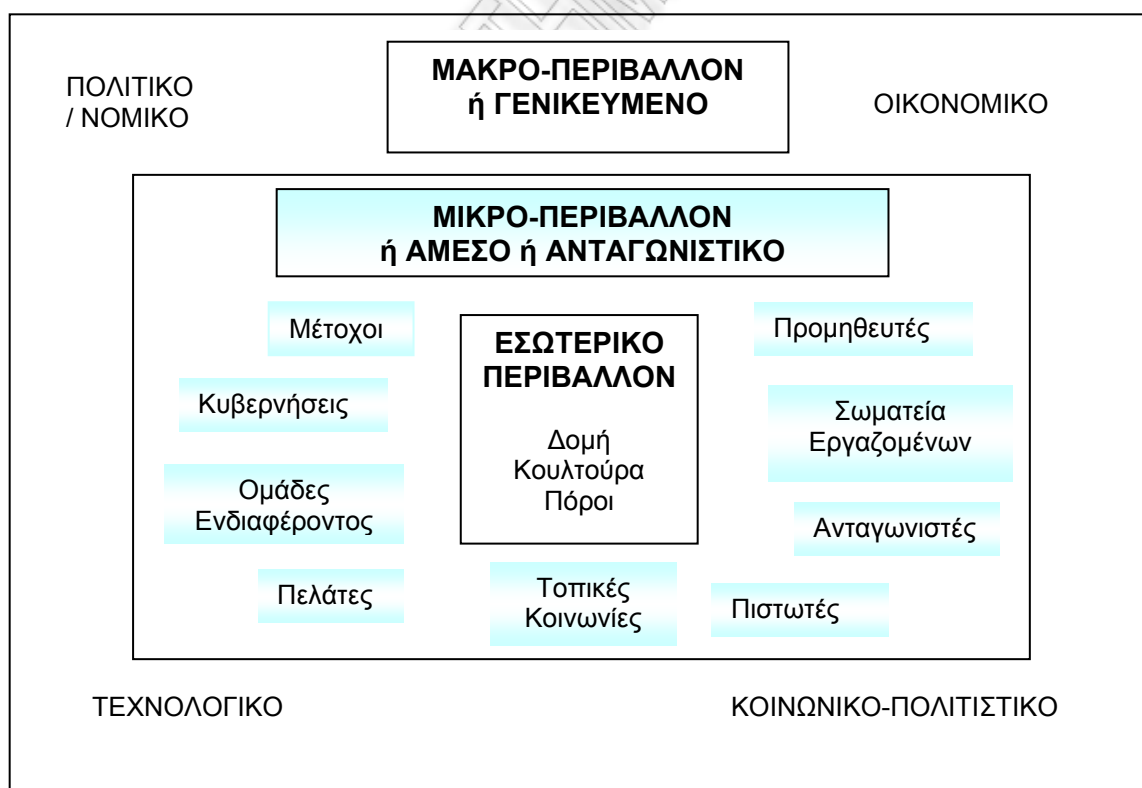 ΠΟΛΙΤΙΚΟ
/ ΝΟΜΙΚΟ
ΜΑΚΡΟ-ΠΕΡΙΒΑΛΛΟΝ
ή ΓΕΝΙΚΕΥΜΕΝΟ
ΟΙΚΟΝΟΜΙΚΟ
ΜΙΚΡΟ-ΠΕΡΙΒΑΛΛΟΝ
ή ΑΜΕΣΟ ή ΑΝΤΑΓΩΝΙΣΤΙΚΟ
Μέτοχοι
Κυβερνήσεις
Ομάδες
Ενδιαφέροντος
Πελάτες
ΕΣΩΤΕΡΙΚΟ
ΠΕΡΙΒΑΛΛΟΝ
Δομή
Κουλτούρα
Πόροι
Τοπικές
Κοινωνίες
Προμηθευτές
Σωματεία
Εργαζομένων
Ανταγωνιστές
Πιστωτές
ΤΕΧΝΟΛΟΓΙΚΟ
ΚΟΙΝΩΝΙΚΟ-ΠΟΛΙΤΙΣΤΙΚΟ